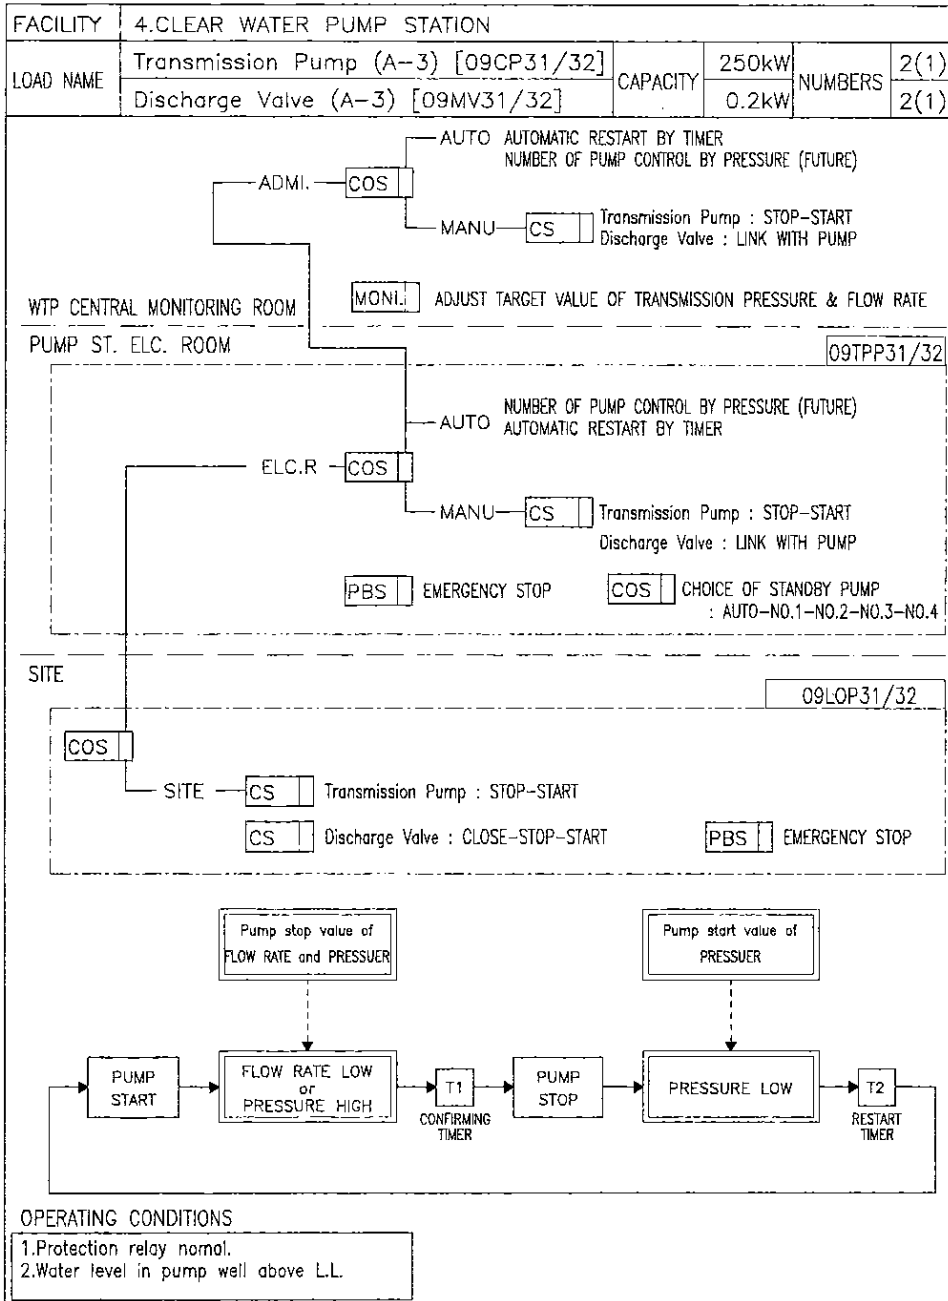 FACILITY 4.CLEAR WATER PUMP STATION
LOAD NAME
Transmission Pump (A-3) [09CP31/32]
Discharge Valve (A-3) [09MV31/32]
CAPACITY
250kW
0.2kW
NUMBERS
2(1)
2(1)
AUTO AUTOMATIC RESTART BY TIMER
NUMBER OF PUMP CONTROL BY PRESSURE (FUTURE)
ADMI. COS
MANU CS Transmission Pump : STOP-START
Discharge Valve : LINK WITH PUMP
MONI. ADJUST TARGET VALUE OF TRANSMISSION PRESSURE & FLOW RATE
WTP CENTRAL MONITORING ROOM
PUMP ST. ELC. ROOM
09TPP31/32
NUMBER OF PUMP CONTROL BY PRESSURE (FUTURE)
AUTO AUTOMATIC RESTART BY TIMER
ELC.R COS
MANU CS Transmission Pump : STOP-START
Discharge Valve : LINK WITH PUMP
PBS EMERGENCY STOP
COS CHOICE OF STANDBY PUMP
: AUTO-NO.1-NO.2-NO.3-NO.4
SITE
09LOP31/32
COS
SITE CS Transmission Pump : STOP-START
CS Discharge Valve : CLOSE-STOP-START
PBS EMERGENCY STOP
Pump stop value of
FLOW RATE and PRESSUER
Pump start value of
PRESSUER
PUMP
START
FLOW RATE LOW
or
PRESSURE HIGH
T1
CONFIRMING
TIMER
PUMP
STOP
PRESSURE LOW
T2
RESTART
TIMER
OPERATING CONDITIONS
1.Protection relay nomal.
2.Water level in pump well above L.L.